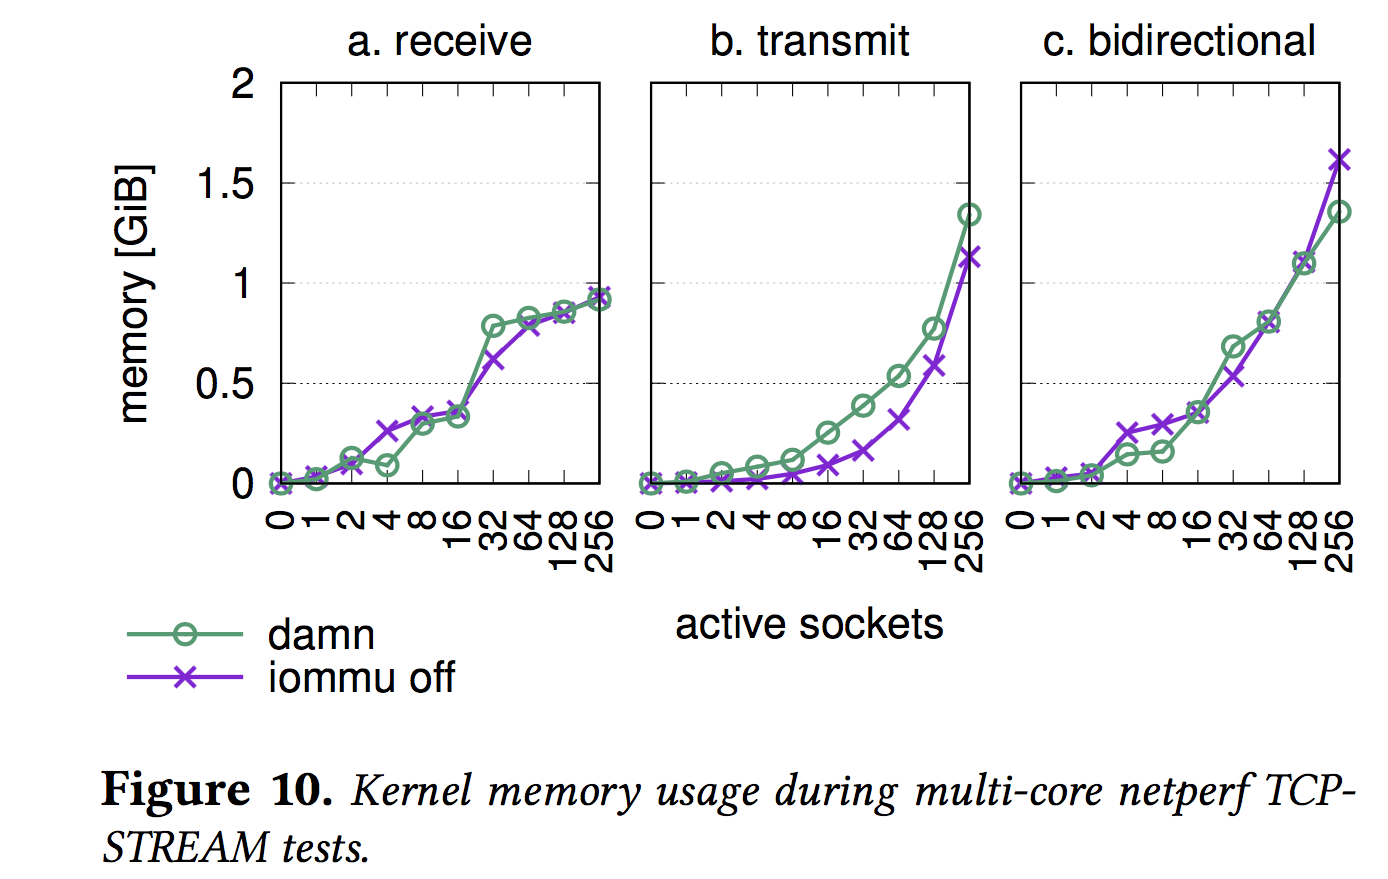 a. receive
b. transmit
c. bidirectional
memory [GiB]
2
1.5
1
0.5
0
0 1 2 4 8 16 32 64 128 256
0 1 2 4 8 16 32 64 128 256
0 1 2 4 8 16 32 64 128 256
active sockets
damn
iommu off
Figure 10. Kernel memory usage during multi-core netperf TCP-
STREAM tests.